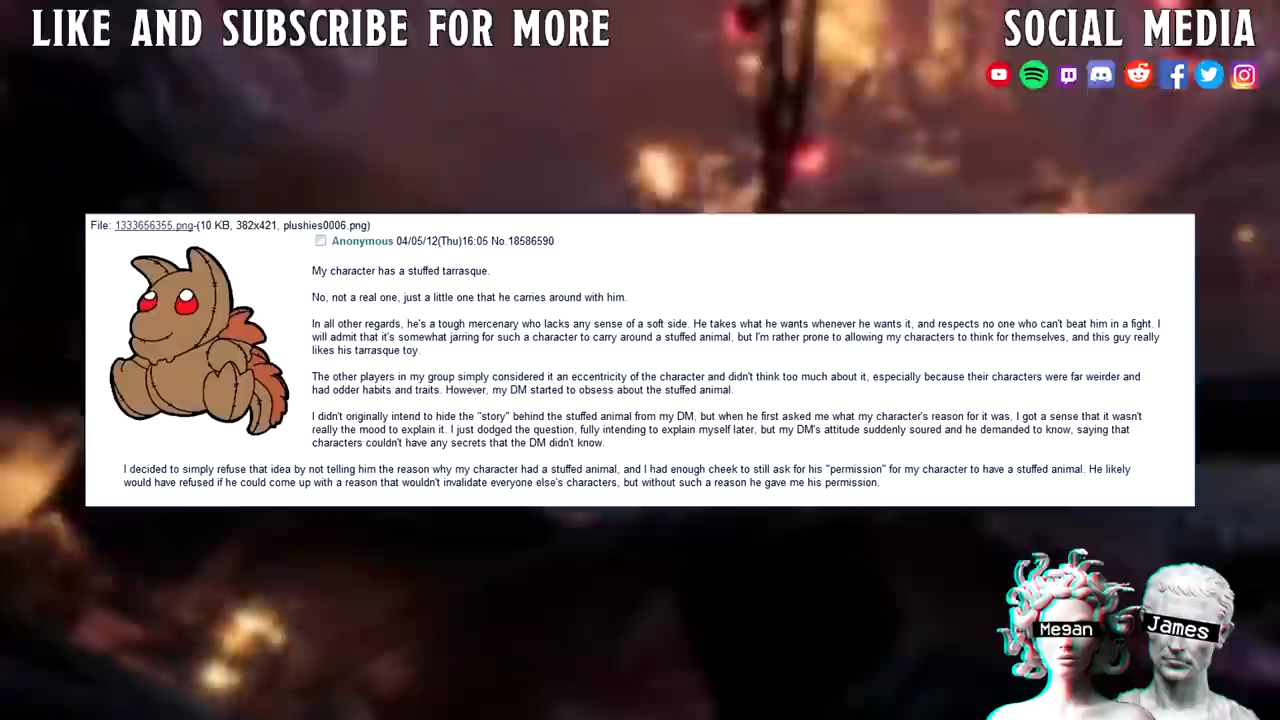 LIKE AND SUBSCRIBE FOR MORE
SOCIAL MEDIA
File: 1333656355.png-(10 KB, 382x421, plushies0006.png)
Anonymous 04/05/12(Thu)16:05 No.18586590
My character has a stuffed tarrasque.
No, not a real one, just a little one that he carries around with him.
In all other regards, he's a tough mercenary who lacks any sense of a soft side. He takes what he wants whenever he wants it, and respects no one who can't beat him in a fight. I
will admit that it's somewhat jarring for such a character to carry around a stuffed animal, but I'm rather prone to allowing my characters to think for themselves, and this guy really
likes his tarrasque toy.
The other players in my group simply considered it an eccentricity of the character and didn't think too much about it, especially because their characters were far weirder and
had odder habits and traits. However, my DM started to obsess about the stuffed animal.
I didn't originally intend to hide the "story" behind the stuffed animal from my DM, but when he first asked me what my character's reason for it was. I got a sense that it wasn't
really the mood to explain it. I just dodged the question, fully intending to explain myself later, but my DM's attitude suddenly soured and he demanded to know, saying that
characters couldn't have any secrets that the DM didn't know.
I decided to simply refuse that idea by not telling him the reason why my character had a stuffed animal, and I had enough cheek to still ask for his "permission" for my character to have a stuffed animal. He likely
would have refused if he could come up with a reason that wouldn't invalidate everyone else's characters, but without such a reason he gave me his permission.
Megan
James